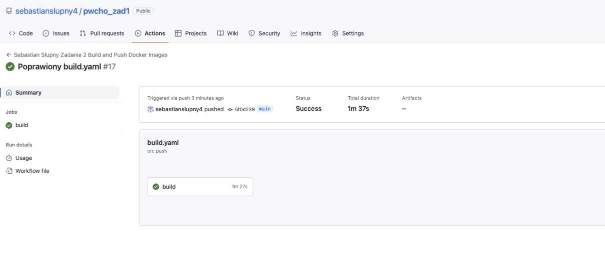 sebastianslupny4 / pwcho_zad1 Public
Code Issues Pull requests Actions Projects Wiki Security Insights Settings
← Sebastian Slupny Zadanie 2 Build and Push Docker Images
Poprawiony build.yaml #17
Summary
Jobs
build
Run details
Usage
Workflow file
Triggered via push 3 minutes ago
sebastianslupny4 pushed
main
Status
Success
Total duration
1m 37s
Artifacts
–
build.yaml
on: push
build 1m 27s